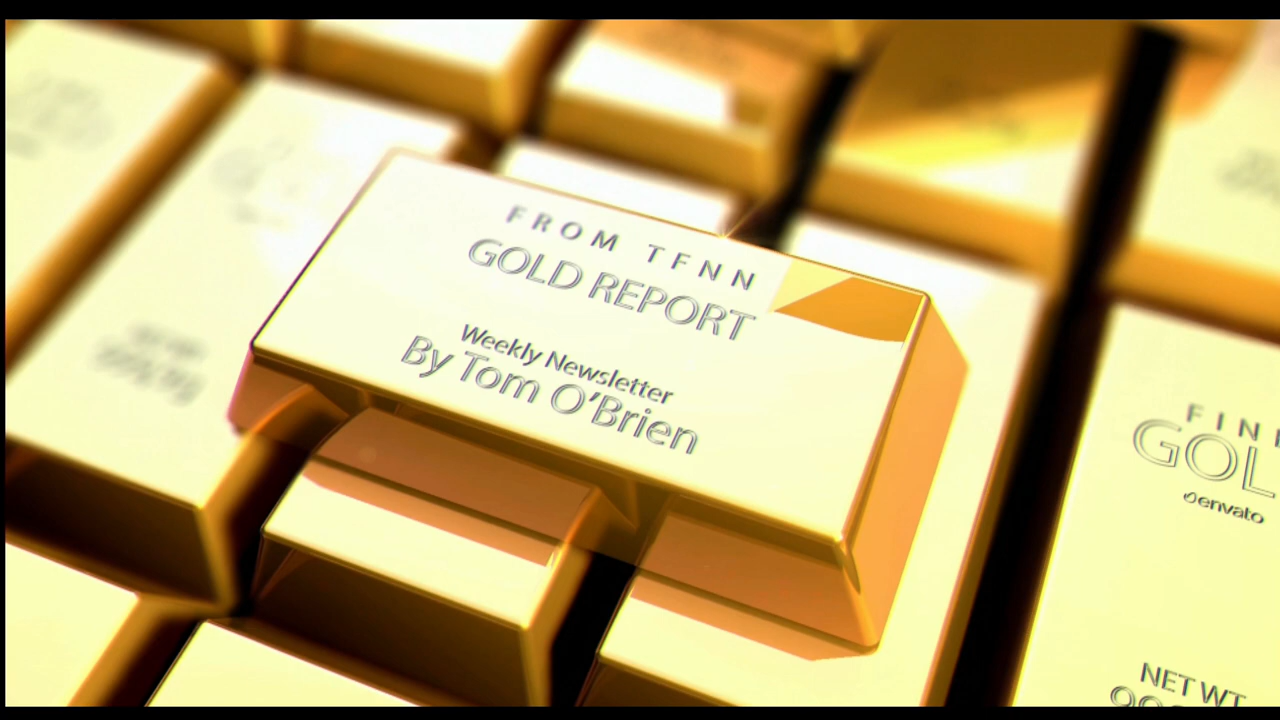 FROM TFNN
GOLD REPORT
Weekly Newsletter
By Tom O'Brien
GOL
envato
NET WT